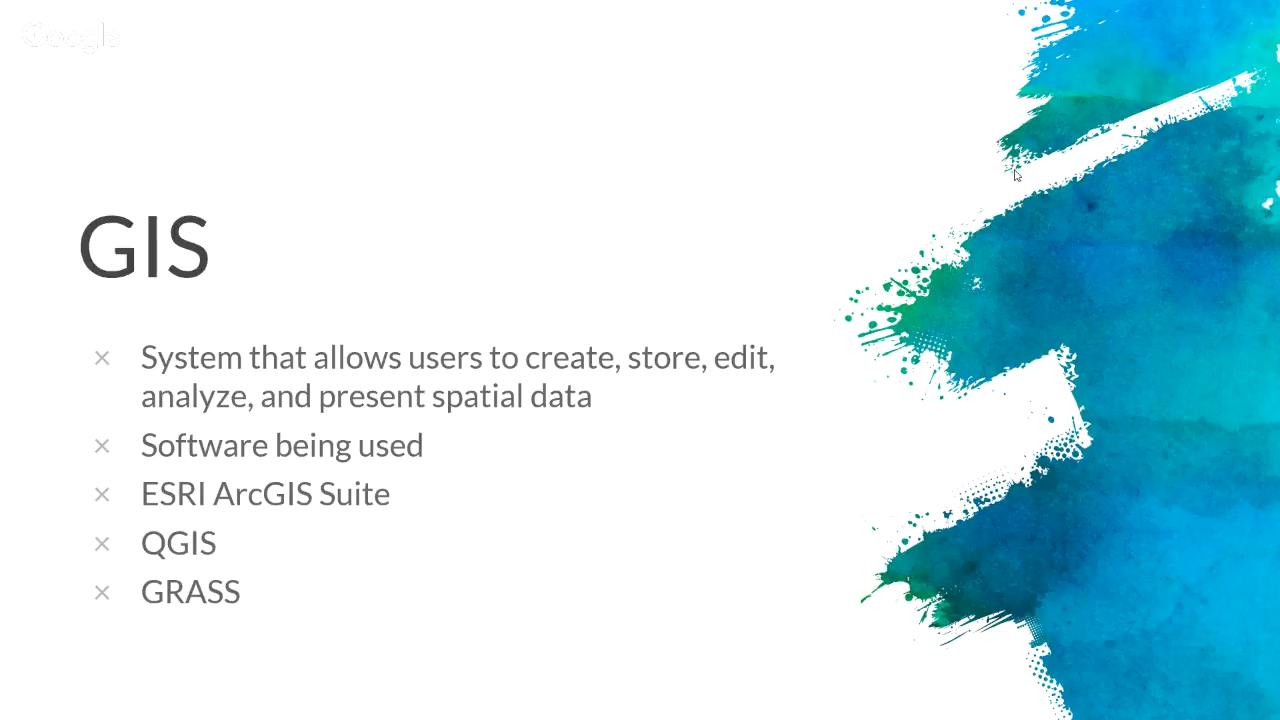 Google
GIS
× System that allows users to create, store, edit,
analyze, and present spatial data
× Software being used
× ESRI ArcGIS Suite
× QGIS
× GRASS